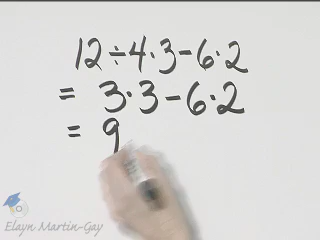 12 ÷ 4 · 3 – 6 · 2
= 3 · 3 – 6 · 2
= 9
Elayn Martin-Gay